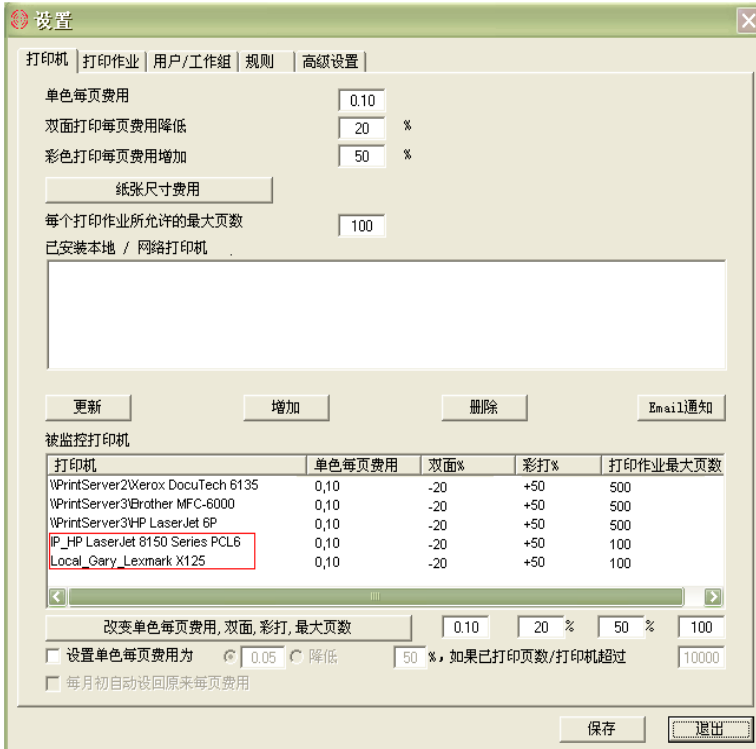 设置
打印机 打印作业 用户/工作组 规则 高级设置
单色每页费用 0.10
双面打印每页费用降低 20 %
彩色打印每页费用增加 50 %
纸张尺寸费用
每个打印作业所允许的最大页数 100
已安装本地 / 网络打印机
更新 增加 删除 Email通知
被监控打印机
打印机 单色每页费用 双面% 彩打% 打印作业最大页数
\\PrintServer2\Xerox DocuTech 6135 0,10 -20 +50 500
\\PrintServer3\Brother MFC-6000 0,10 -20 +50 500
\\PrintServer3\HP LaserJet 6P 0,10 -20 +50 500
IP_HP LaserJet 8150 Series PCL6 0,10 -20 +50 100
Local_Gary_Lexmark X125 0,10 -20 +50 100
改变单色每页费用,双面,彩打,最大页数 0.10 20 % 50 % 100
设置单色每页费用为 0.05 降低 50 %，如果已打印页数/打印机超过 10000
每月初自动设回原来每页费用
保存 退出